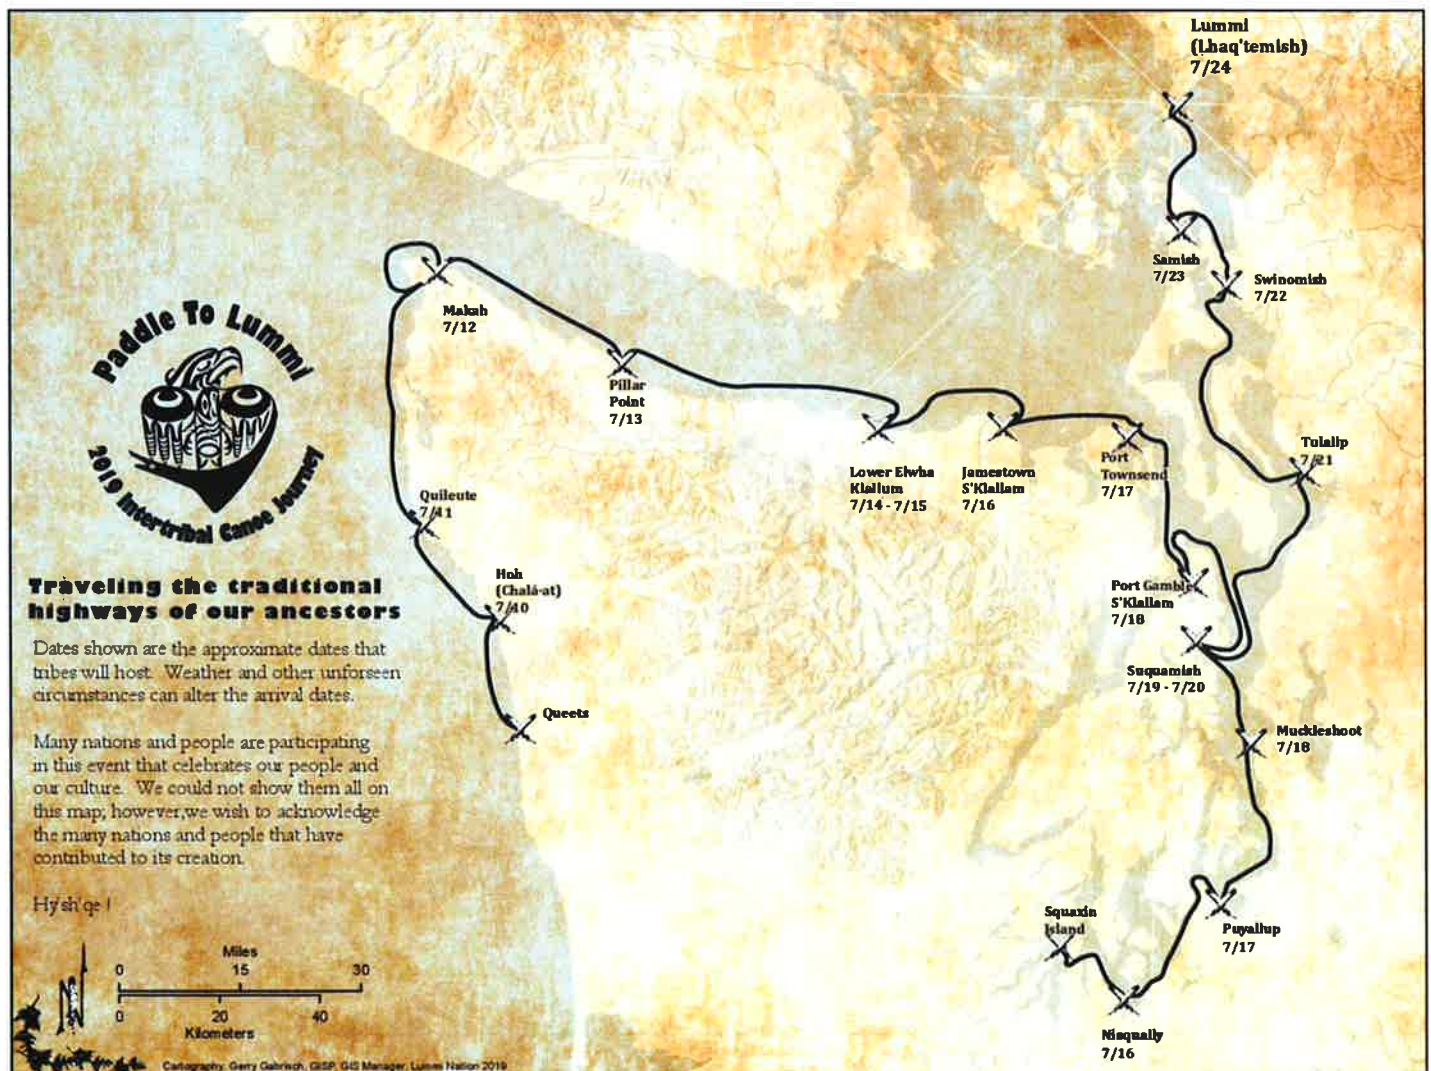 Lummi
(Lhaq'temish)
7/24
Samish
7/23
Swinomish
7/22
Makah
7/12
Pillar
Point
7/13
Paddle To Lummi
2019 Intertribal Canoe Journey
Lower Elwha
Klallum
7/14 - 7/15
Jamestown
S'Klallam
7/16
Port
Townsend
7/17
Tulalip
7/21
Quileute
7/11
Hoh
(Chalá-at)
7/10
Port Gamble
S'Klallam
7/18
Traveling the traditional
highways of our ancestors
Dates shown are the approximate dates that
tribes will host. Weather and other unforseen
circumstances can alter the arrival dates.
Suquamish
7/19 - 7/20
Queets
Muckleshoot
7/18
Many nations and people are participating
in this event that celebrates our people and
our culture. We could not show them all on
this map; however,we wish to acknowledge
the many nations and people that have
contributed to its creation.
Hy'sh'qe !
Squaxin
Island
Puyallup
7/17
Nisqually
7/16
Miles
0 15 30
0 20 40
Kilometers
N
Cartography: Gerry Gabrisch, GISP, GIS Manager, Lummi Nation 2019